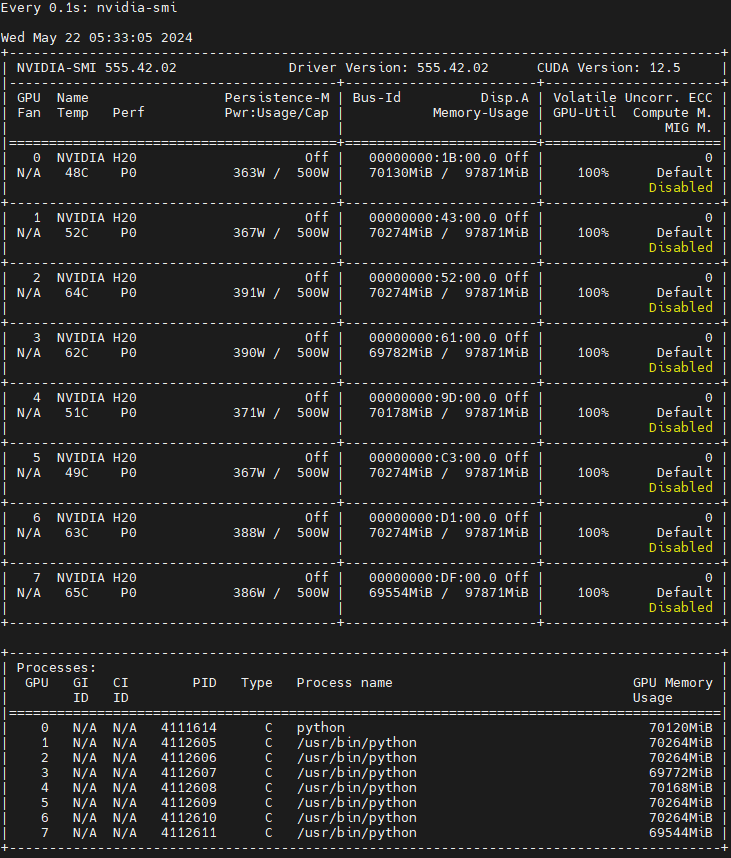 Every 0.1s: nvidia-smi
Wed May 22 05:33:05 2024
+-----------------------------------------------------------------------------------------+
| NVIDIA-SMI 555.42.02              Driver Version: 555.42.02      CUDA Version: 12.5     |
|-----------------------------------------+------------------------+----------------------+
| GPU  Name                 Persistence-M | Bus-Id          Disp.A | Volatile Uncorr. ECC |
| Fan  Temp   Perf          Pwr:Usage/Cap |           Memory-Usage | GPU-Util  Compute M. |
|                                         |                        |               MIG M. |
|=========================================+========================+======================|
|   0  NVIDIA H20                     Off |   00000000:1B:00.0 Off |                    0 |
| N/A   48C    P0            363W /  500W |   70130MiB /  97871MiB |    100%      Default |
|                                         |                        |             Disabled |
+-----------------------------------------+------------------------+----------------------+
|   1  NVIDIA H20                     Off |   00000000:43:00.0 Off |                    0 |
| N/A   52C    P0            367W /  500W |   70274MiB /  97871MiB |    100%      Default |
|                                         |                        |             Disabled |
+-----------------------------------------+------------------------+----------------------+
|   2  NVIDIA H20                     Off |   00000000:52:00.0 Off |                    0 |
| N/A   64C    P0            391W /  500W |   70274MiB /  97871MiB |    100%      Default |
|                                         |                        |             Disabled |
+-----------------------------------------+------------------------+----------------------+
|   3  NVIDIA H20                     Off |   00000000:61:00.0 Off |                    0 |
| N/A   62C    P0            390W /  500W |   69782MiB /  97871MiB |    100%      Default |
|                                         |                        |             Disabled |
+-----------------------------------------+------------------------+----------------------+
|   4  NVIDIA H20                     Off |   00000000:9D:00.0 Off |                    0 |
| N/A   51C    P0            371W /  500W |   70178MiB /  97871MiB |    100%      Default |
|                                         |                        |             Disabled |
+-----------------------------------------+------------------------+----------------------+
|   5  NVIDIA H20                     Off |   00000000:C3:00.0 Off |                    0 |
| N/A   49C    P0            367W /  500W |   70274MiB /  97871MiB |    100%      Default |
|                                         |                        |             Disabled |
+-----------------------------------------+------------------------+----------------------+
|   6  NVIDIA H20                     Off |   00000000:D1:00.0 Off |                    0 |
| N/A   63C    P0            388W /  500W |   70274MiB /  97871MiB |    100%      Default |
|                                         |                        |             Disabled |
+-----------------------------------------+------------------------+----------------------+
|   7  NVIDIA H20                     Off |   00000000:DF:00.0 Off |                    0 |
| N/A   65C    P0            386W /  500W |   69554MiB /  97871MiB |    100%      Default |
|                                         |                        |             Disabled |
+-----------------------------------------+------------------------+----------------------+
+-----------------------------------------------------------------------------------------+
| Processes:                                                                              |
|  GPU   GI   CI        PID   Type   Process name                              GPU Memory |
|        ID   ID                                                               Usage      |
|=========================================================================================|
|    0   N/A  N/A   4111614      C   python                                      70120MiB |
|    1   N/A  N/A   4112605      C   /usr/bin/python                             70264MiB |
|    2   N/A  N/A   4112606      C   /usr/bin/python                             70264MiB |
|    3   N/A  N/A   4112607      C   /usr/bin/python                             69772MiB |
|    4   N/A  N/A   4112608      C   /usr/bin/python                             70168MiB |
|    5   N/A  N/A   4112609      C   /usr/bin/python                             70264MiB |
|    6   N/A  N/A   4112610      C   /usr/bin/python                             70264MiB |
|    7   N/A  N/A   4112611      C   /usr/bin/python                             69544MiB |
+-----------------------------------------------------------------------------------------+